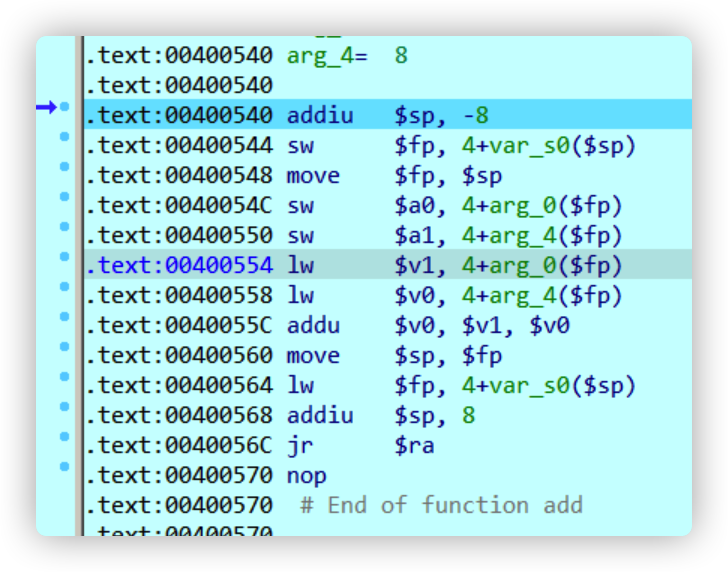 .text:00400540 arg_4=  8
.text:00400540
.text:00400540 addiu   $sp, -8
.text:00400544 sw      $fp, 4+var_s0($sp)
.text:00400548 move    $fp, $sp
.text:0040054C sw      $a0, 4+arg_0($fp)
.text:00400550 sw      $a1, 4+arg_4($fp)
.text:00400554 lw      $v1, 4+arg_0($fp)
.text:00400558 lw      $v0, 4+arg_4($fp)
.text:0040055C addu    $v0, $v1, $v0
.text:00400560 move    $sp, $fp
.text:00400564 lw      $fp, 4+var_s0($sp)
.text:00400568 addiu   $sp, 8
.text:0040056C jr      $ra
.text:00400570 nop
.text:00400570  # End of function add
.text:00400570